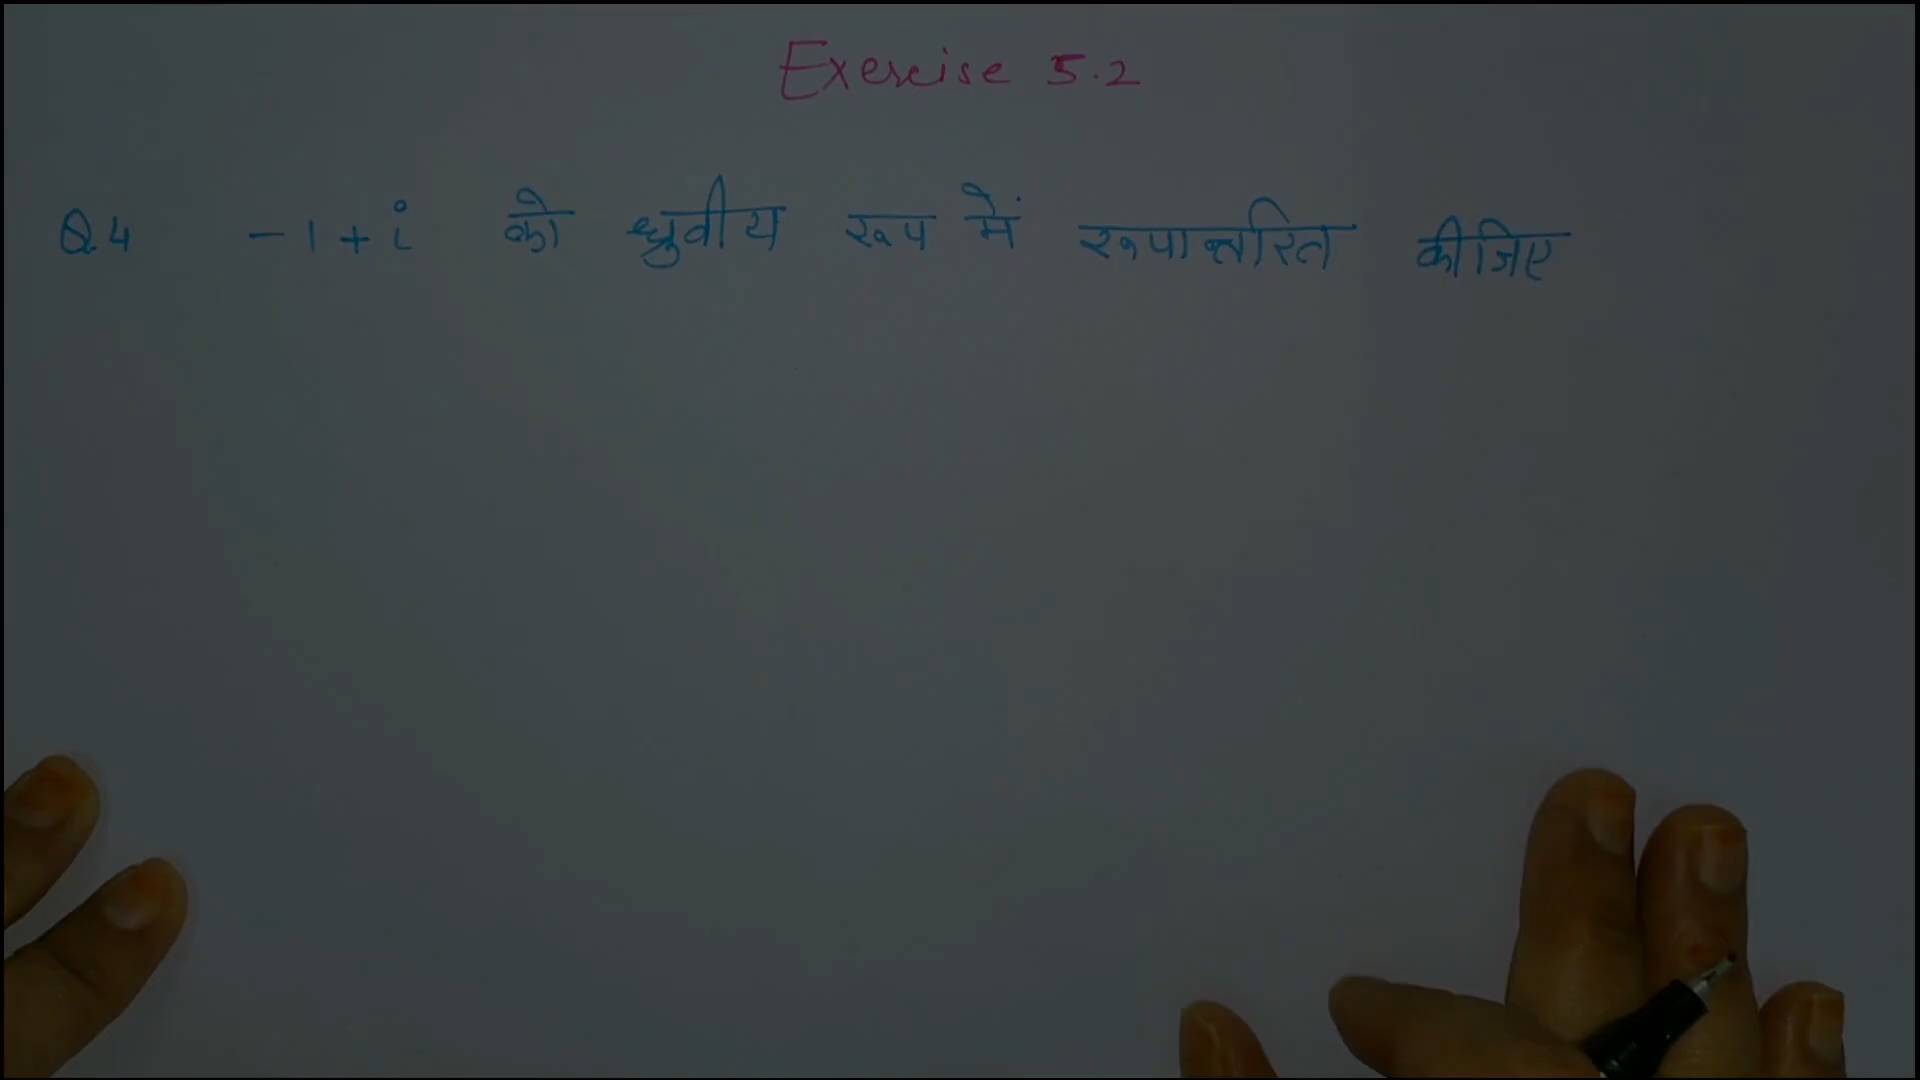 Exercise 5.2
Q.4 -1+i को ध्रुवीय रूप में रूपान्तरित कीजिए